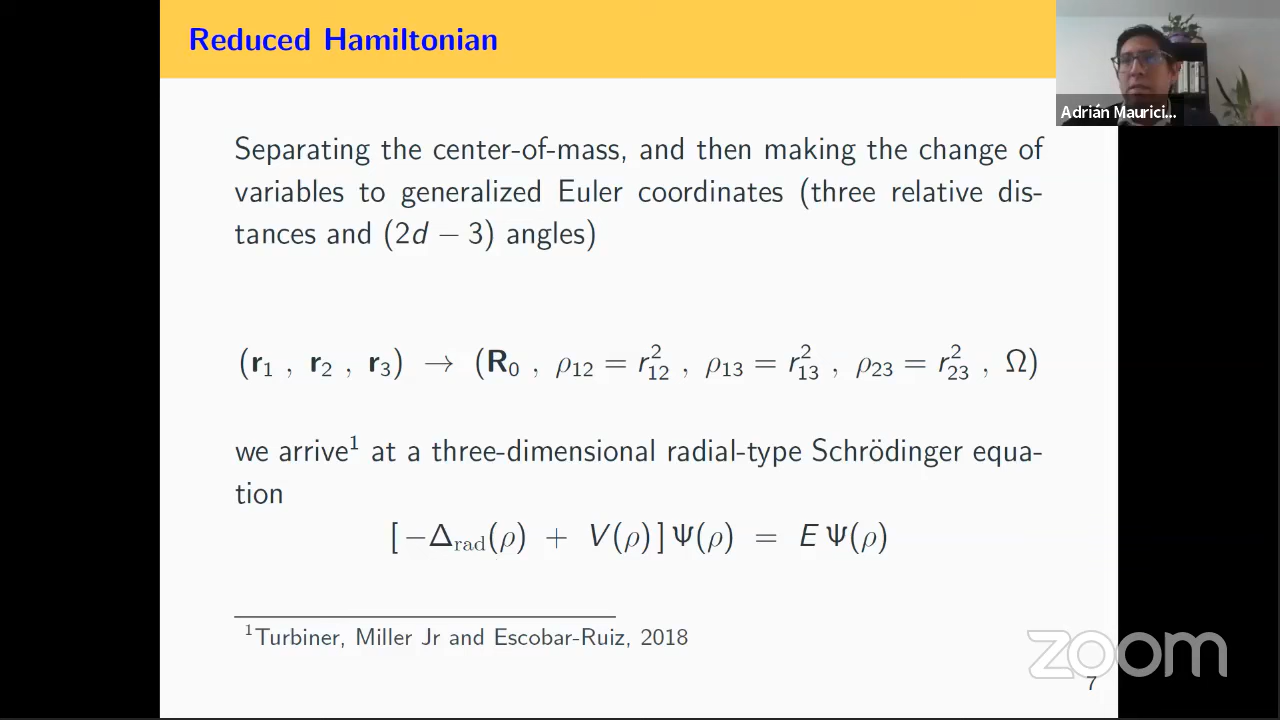 Reduced Hamiltonian
Adrián Maurici...
Separating the center-of-mass, and then making the change of
variables to generalized Euler coordinates (three relative dis-
tances and (2d − 3) angles)
(r₁ , r₂ , r₃) → (R₀ , ρ₁₂ = r₁₂² , ρ₁₃ = r₁₃² , ρ₂₃ = r₂₃² , Ω)
we arrive¹ at a three-dimensional radial-type Schrödinger equa-
tion
[ −Δ_rad(ρ) + V(ρ) ] Ψ(ρ) = E Ψ(ρ)
¹Turbiner, Miller Jr and Escobar-Ruiz, 2018
zoom
7